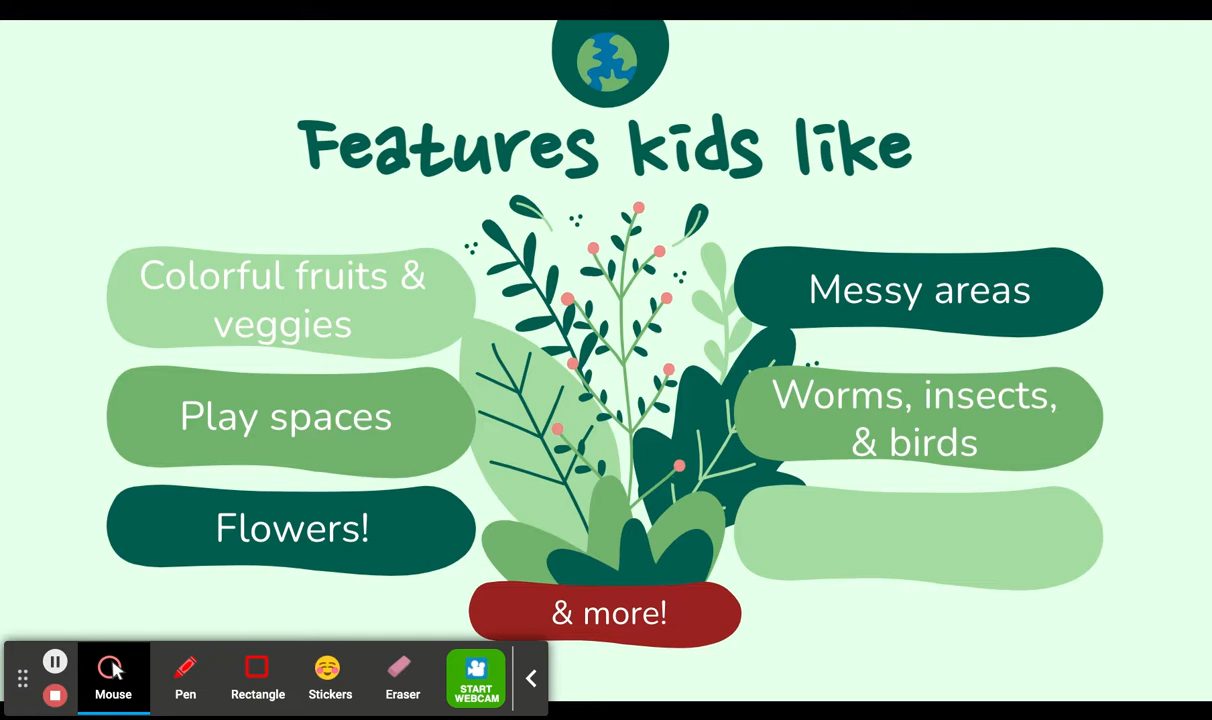 Features kids like
Colorful fruits &
veggies
Play spaces
Flowers!
Messy areas
Worms, insects,
& birds
& more!
Mouse
Pen
Rectangle
Stickers
Eraser
START
WEBCAM